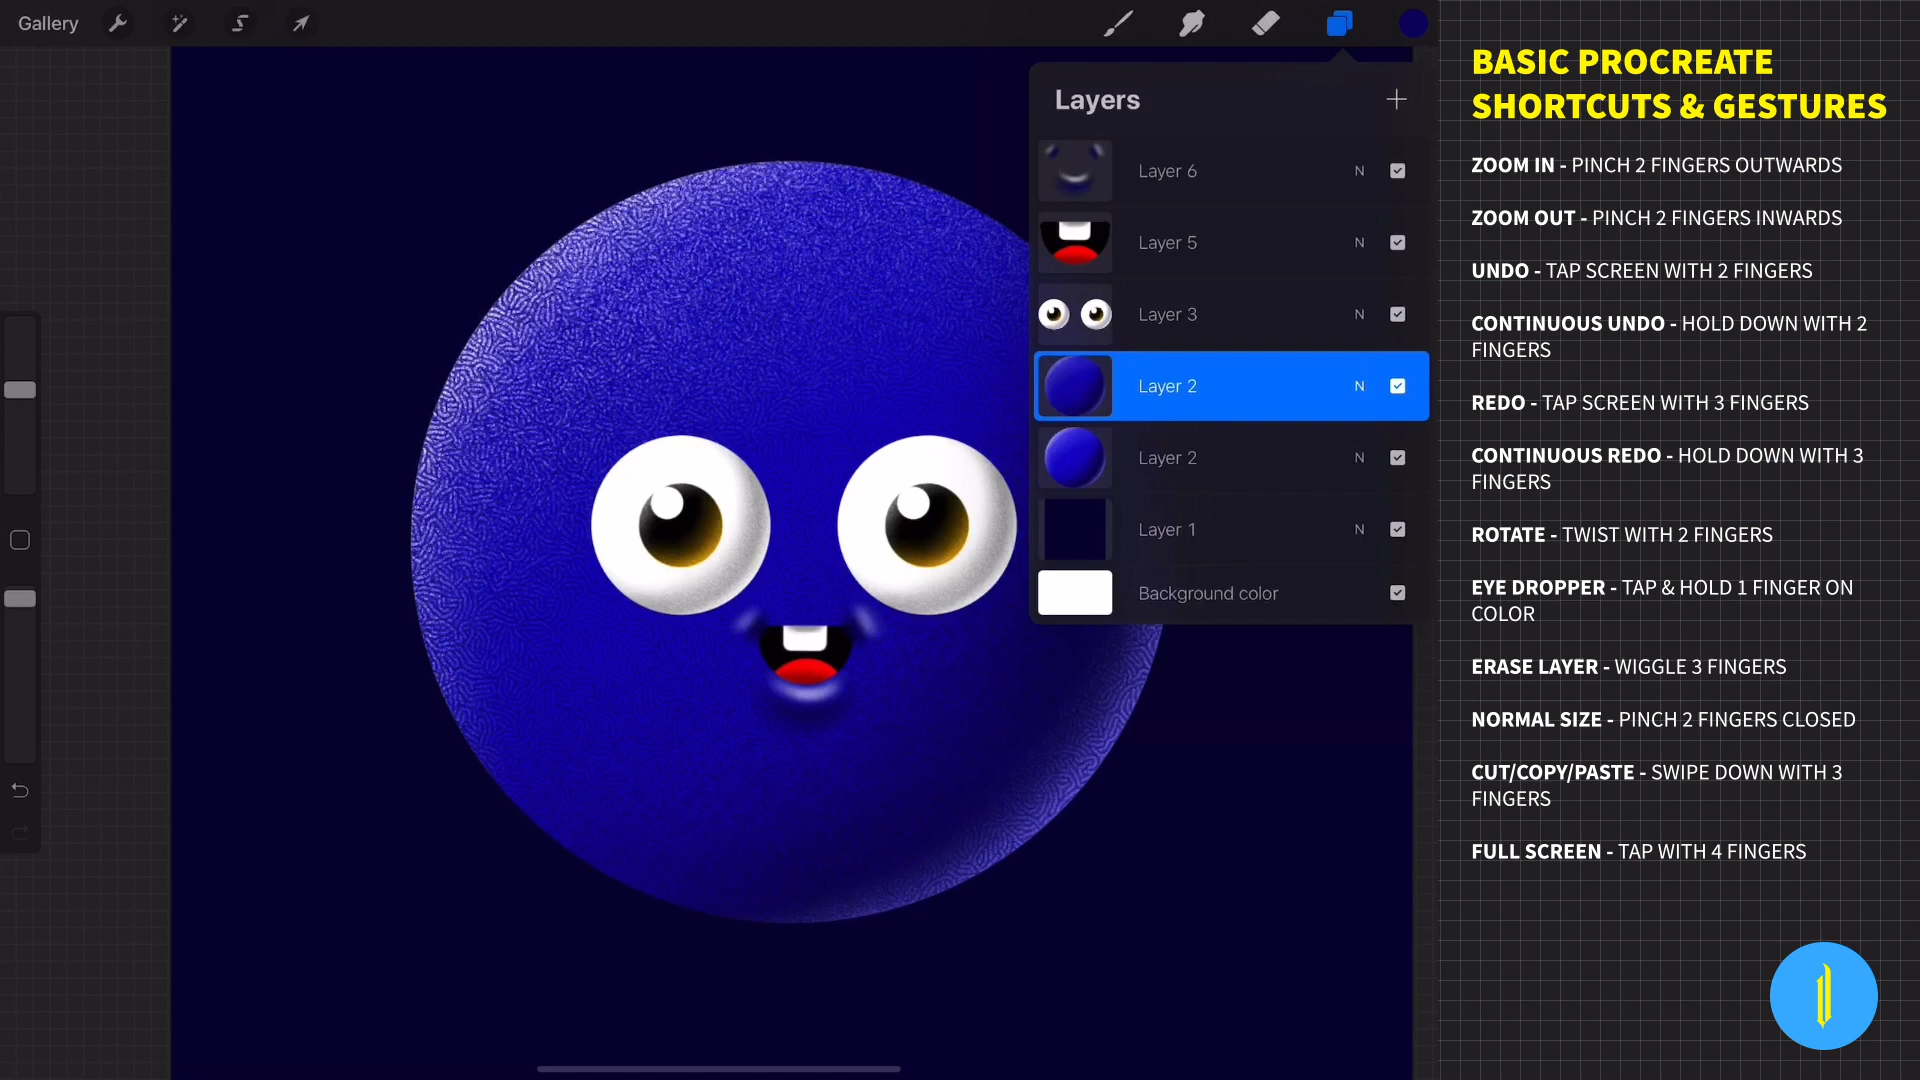 Gallery
Layers
Layer 6 N
Layer 5 N
Layer 3 N
Layer 2 N
Layer 2 N
Layer 1 N
Background color
BASIC PROCREATE
SHORTCUTS & GESTURES
ZOOM IN - PINCH 2 FINGERS OUTWARDS
ZOOM OUT - PINCH 2 FINGERS INWARDS
UNDO - TAP SCREEN WITH 2 FINGERS
CONTINUOUS UNDO - HOLD DOWN WITH 2
FINGERS
REDO - TAP SCREEN WITH 3 FINGERS
CONTINUOUS REDO - HOLD DOWN WITH 3
FINGERS
ROTATE - TWIST WITH 2 FINGERS
EYE DROPPER - TAP & HOLD 1 FINGER ON
COLOR
ERASE LAYER - WIGGLE 3 FINGERS
NORMAL SIZE - PINCH 2 FINGERS CLOSED
CUT/COPY/PASTE - SWIPE DOWN WITH 3
FINGERS
FULL SCREEN - TAP WITH 4 FINGERS